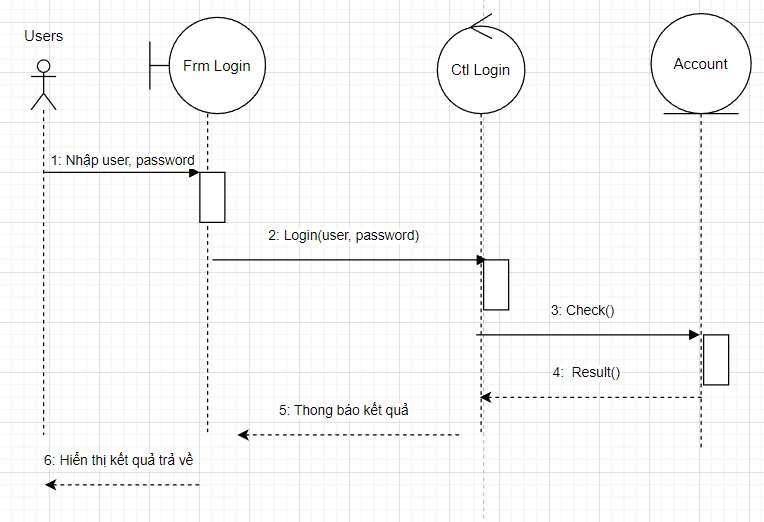 Users
Frm Login
Ctl Login
Account
1: Nhập user, password
2: Login(user, password)
3: Check()
4: Result()
5: Thong báo kết quả
6: Hiển thị kết quả trả về